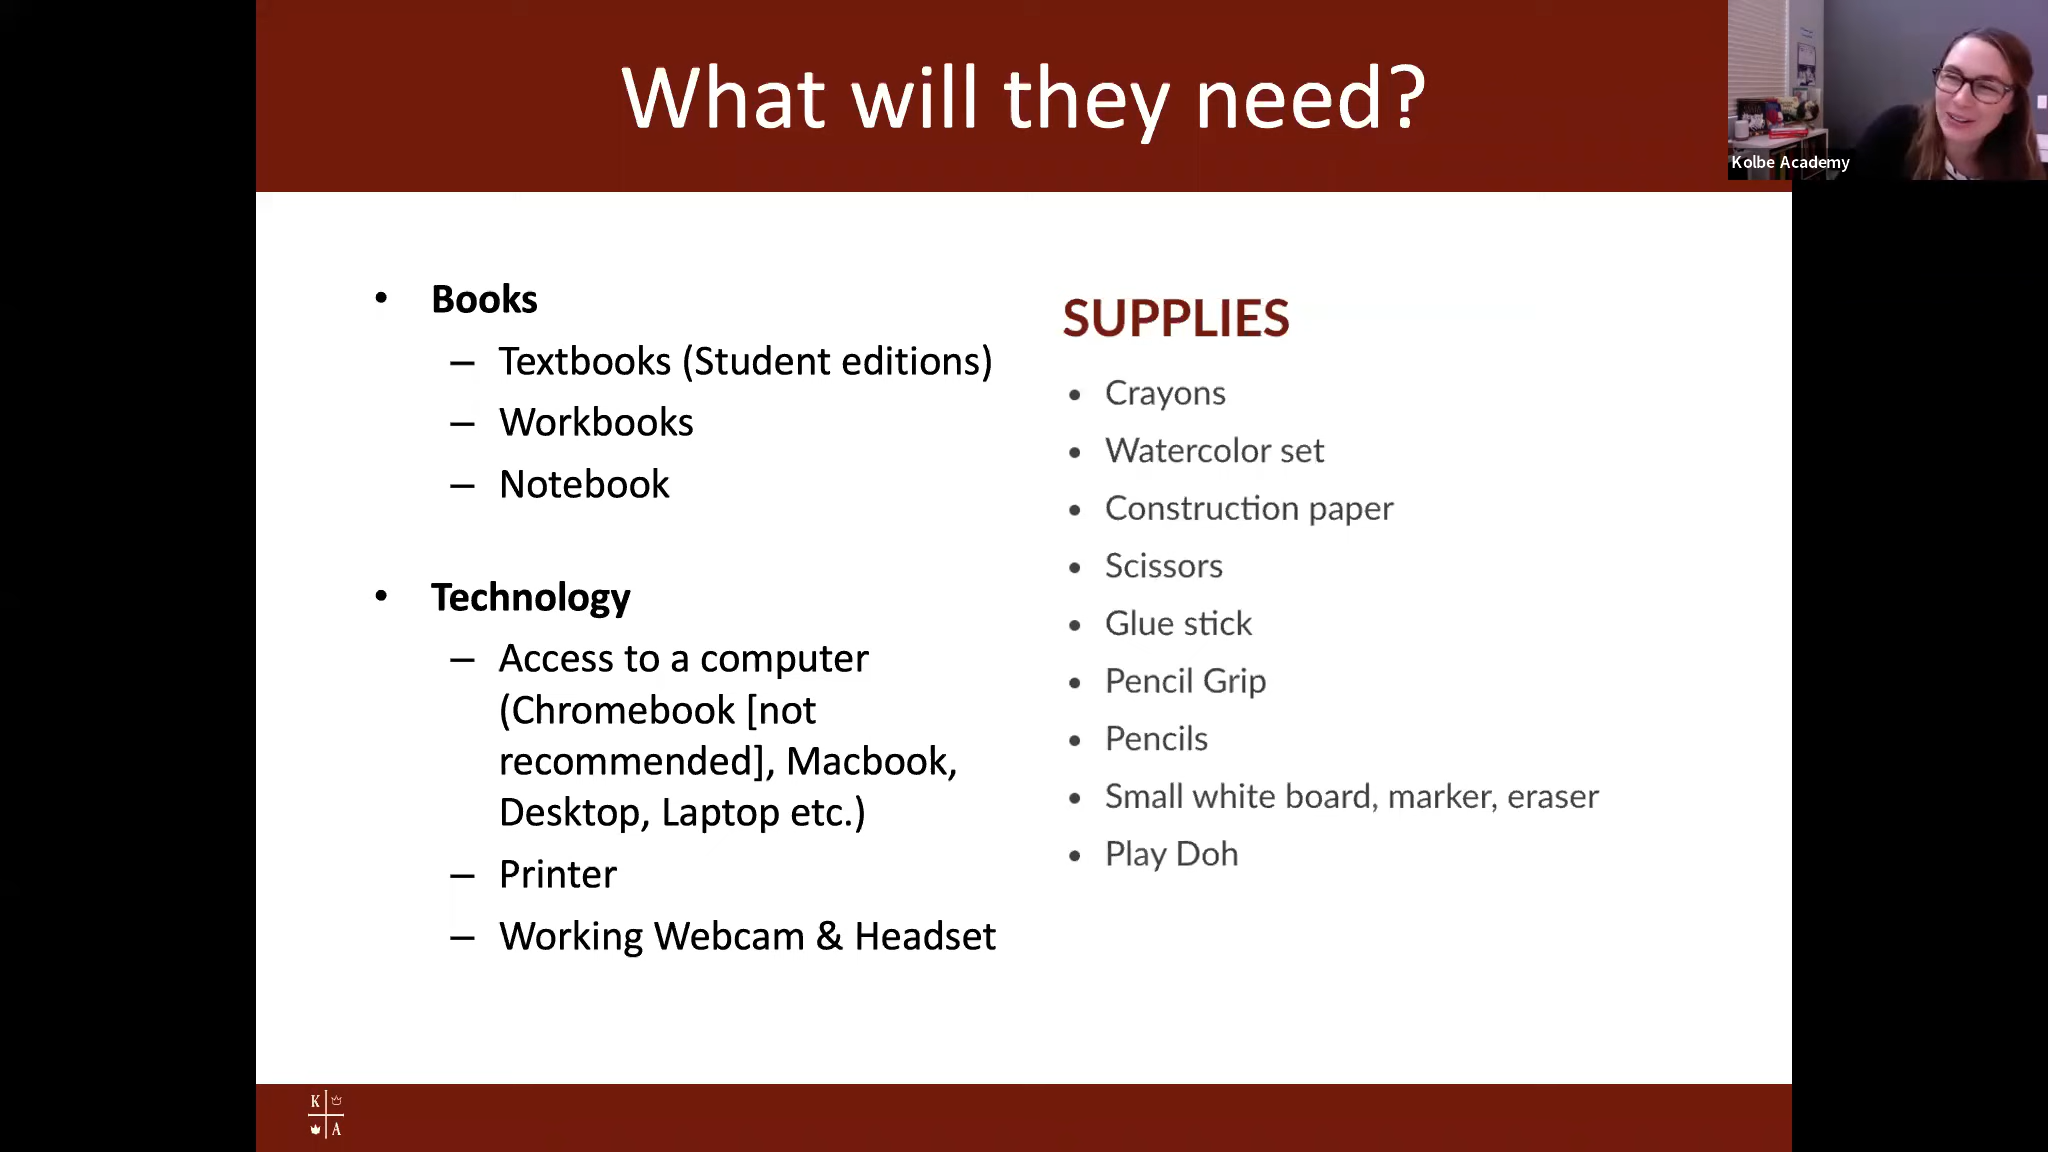 What will they need?
Kolbe Academy
• Books
– Textbooks (Student editions)
– Workbooks
– Notebook
• Technology
– Access to a computer
(Chromebook [not
recommended], Macbook,
Desktop, Laptop etc.)
– Printer
– Working Webcam & Headset
SUPPLIES
• Crayons
• Watercolor set
• Construction paper
• Scissors
• Glue stick
• Pencil Grip
• Pencils
• Small white board, marker, eraser
• Play Doh
K
A